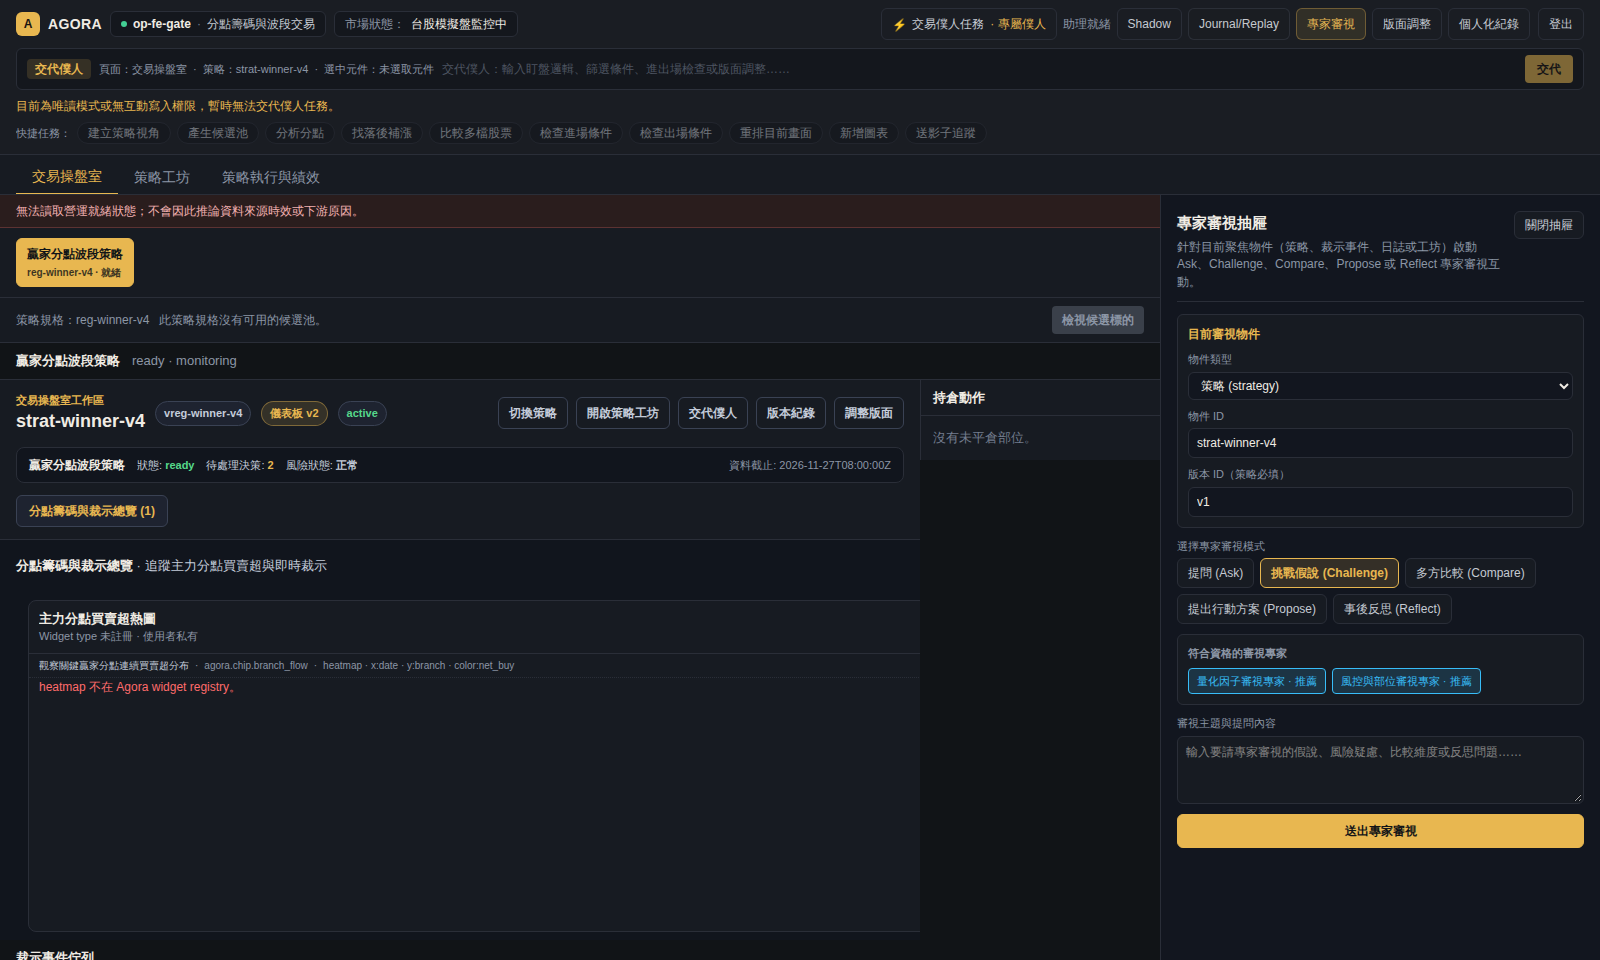 A AGORA op-fe-gate · 分點籌碼與波段交易 市場狀態： 台股模擬盤監控中 ⚡ 交易僕人任務 · 專屬僕人 助理就緒 Shadow Journal/Replay 專家審視 版面調整 個人化紀錄 登出
交代僕人 頁面：交易操盤室 · 策略：strat-winner-v4 · 選中元件：未選取元件 交代僕人：輸入盯盤邏輯、篩選條件、進出場檢查或版面調整…… 交代
目前為唯讀模式或無互動寫入權限，暫時無法交代僕人任務。
快捷任務： 建立策略視角 產生候選池 分析分點 找落後補漲 比較多檔股票 檢查進場條件 檢查出場條件 重排目前畫面 新增圖表 送影子追蹤
交易操盤室 策略工坊 策略執行與績效
無法讀取營運就緒狀態；不會因此推論資料來源時效或下游原因。
贏家分點波段策略
reg-winner-v4 · 就緒
策略規格：reg-winner-v4 此策略規格沒有可用的候選池。 檢視候選標的
贏家分點波段策略 ready · monitoring
交易操盤室工作區
strat-winner-v4 vreg-winner-v4 儀表板 v2 active 切換策略 開啟策略工坊 交代僕人 版本紀錄 調整版面
贏家分點波段策略 狀態: ready 待處理決策: 2 風險狀態: 正常 資料截止: 2026-11-27T08:00:00Z
分點籌碼與裁示總覽 (1)
分點籌碼與裁示總覽 · 追蹤主力分點買賣超與即時裁示
主力分點買賣超熱圖
Widget type 未註冊 · 使用者私有
觀察關鍵贏家分點連續買賣超分布 · agora.chip.branch_flow · heatmap · x:date · y:branch · color:net_buy
heatmap 不在 Agora widget registry。
裁示事件佇列
持倉動作
沒有未平倉部位。
專家審視抽屜 關閉抽屜
針對目前聚焦物件（策略、裁示事件、日誌或工坊）啟動
Ask、Challenge、Compare、Propose 或 Reflect 專家審視互
動。
目前審視物件
物件類型
策略 (strategy)
物件 ID
strat-winner-v4
版本 ID（策略必填）
v1
選擇專家審視模式
提問 (Ask) 挑戰假說 (Challenge) 多方比較 (Compare)
提出行動方案 (Propose) 事後反思 (Reflect)
符合資格的審視專家
量化因子審視專家 · 推薦 風控與部位審視專家 · 推薦
審視主題與提問內容
輸入要請專家審視的假說、風險疑慮、比較維度或反思問題……
送出專家審視